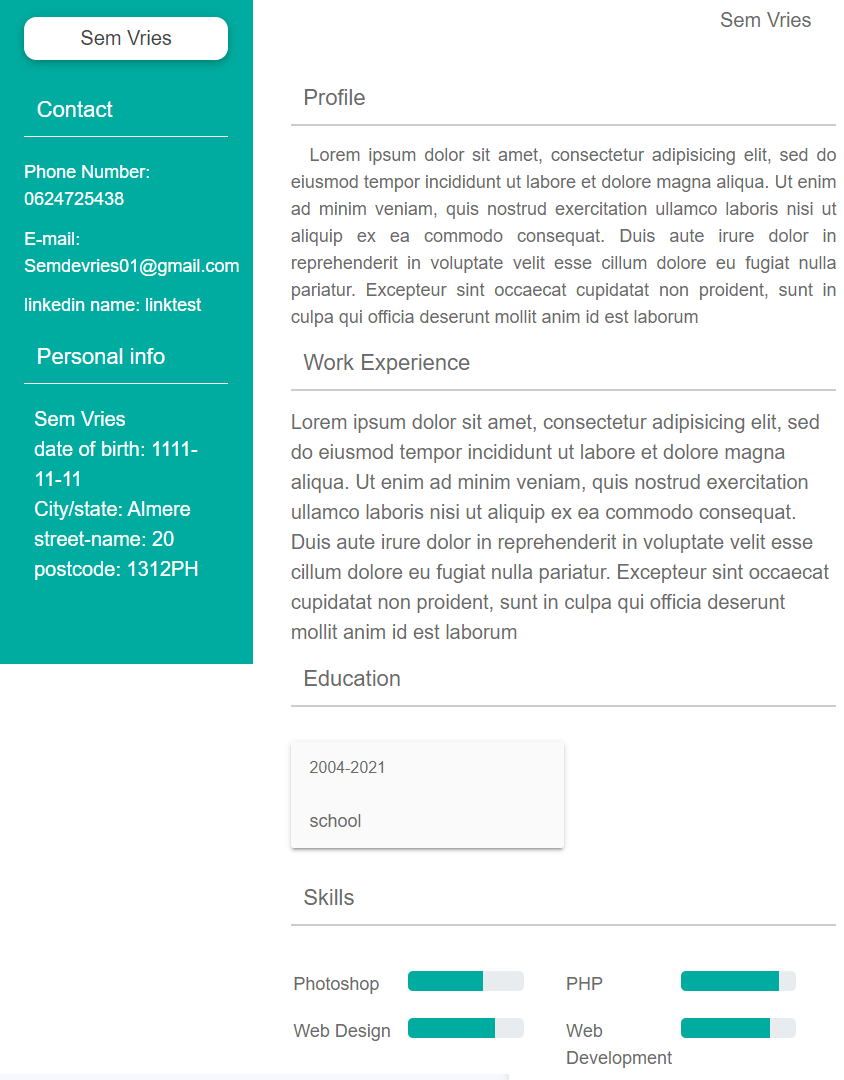 Sem Vries
Contact
Phone Number:
0624725438
E-mail:
Semdevries01@gmail.com
linkedin name: linktest
Personal info
Sem Vries
date of birth: 1111-
11-11
City/state: Almere
street-name: 20
postcode: 1312PH
Sem Vries
Profile
Lorem ipsum dolor sit amet, consectetur adipisicing elit, sed do
eiusmod tempor incididunt ut labore et dolore magna aliqua. Ut enim
ad minim veniam, quis nostrud exercitation ullamco laboris nisi ut
aliquip ex ea commodo consequat. Duis aute irure dolor in
reprehenderit in voluptate velit esse cillum dolore eu fugiat nulla
pariatur. Excepteur sint occaecat cupidatat non proident, sunt in
culpa qui officia deserunt mollit anim id est laborum
Work Experience
Lorem ipsum dolor sit amet, consectetur adipisicing elit, sed
do eiusmod tempor incididunt ut labore et dolore magna
aliqua. Ut enim ad minim veniam, quis nostrud exercitation
ullamco laboris nisi ut aliquip ex ea commodo consequat.
Duis aute irure dolor in reprehenderit in voluptate velit esse
cillum dolore eu fugiat nulla pariatur. Excepteur sint occaecat
cupidatat non proident, sunt in culpa qui officia deserunt
mollit anim id est laborum
Education
2004-2021
school
Skills
Photoshop
PHP
Web Design
Web
Development